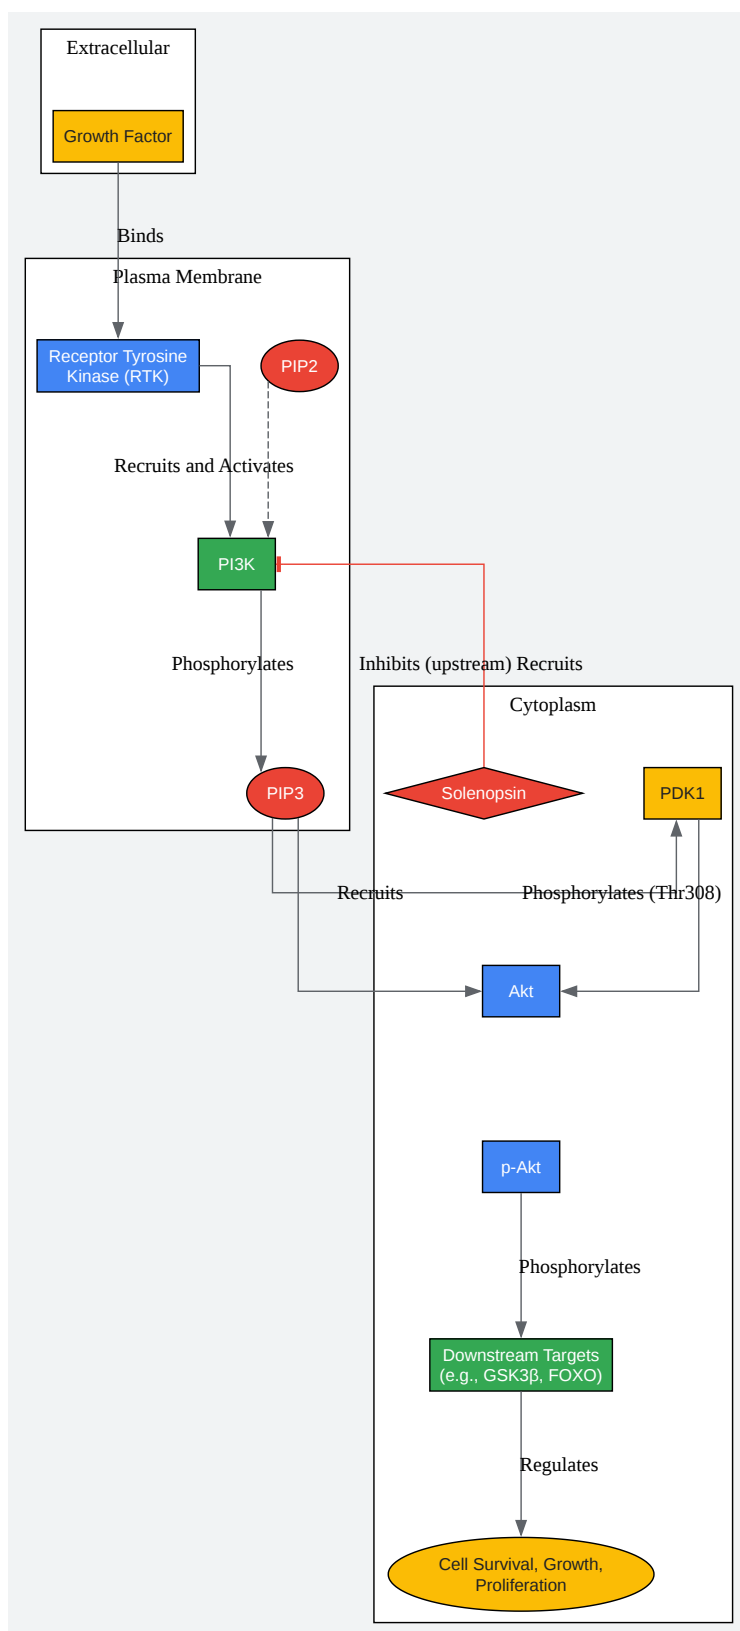 Extracellular
Growth Factor
Binds
Plasma Membrane
Receptor Tyrosine
Kinase (RTK)
PIP2
Recruits and Activates
PI3K
Phosphorylates
Inhibits (upstream)
Recruits
Cytoplasm
PIP3
Solenopsin
PDK1
Recruits
Phosphorylates (Thr308)
Akt
p-Akt
Phosphorylates
Downstream Targets
(e.g., GSK3β, FOXO)
Regulates
Cell Survival, Growth,
Proliferation